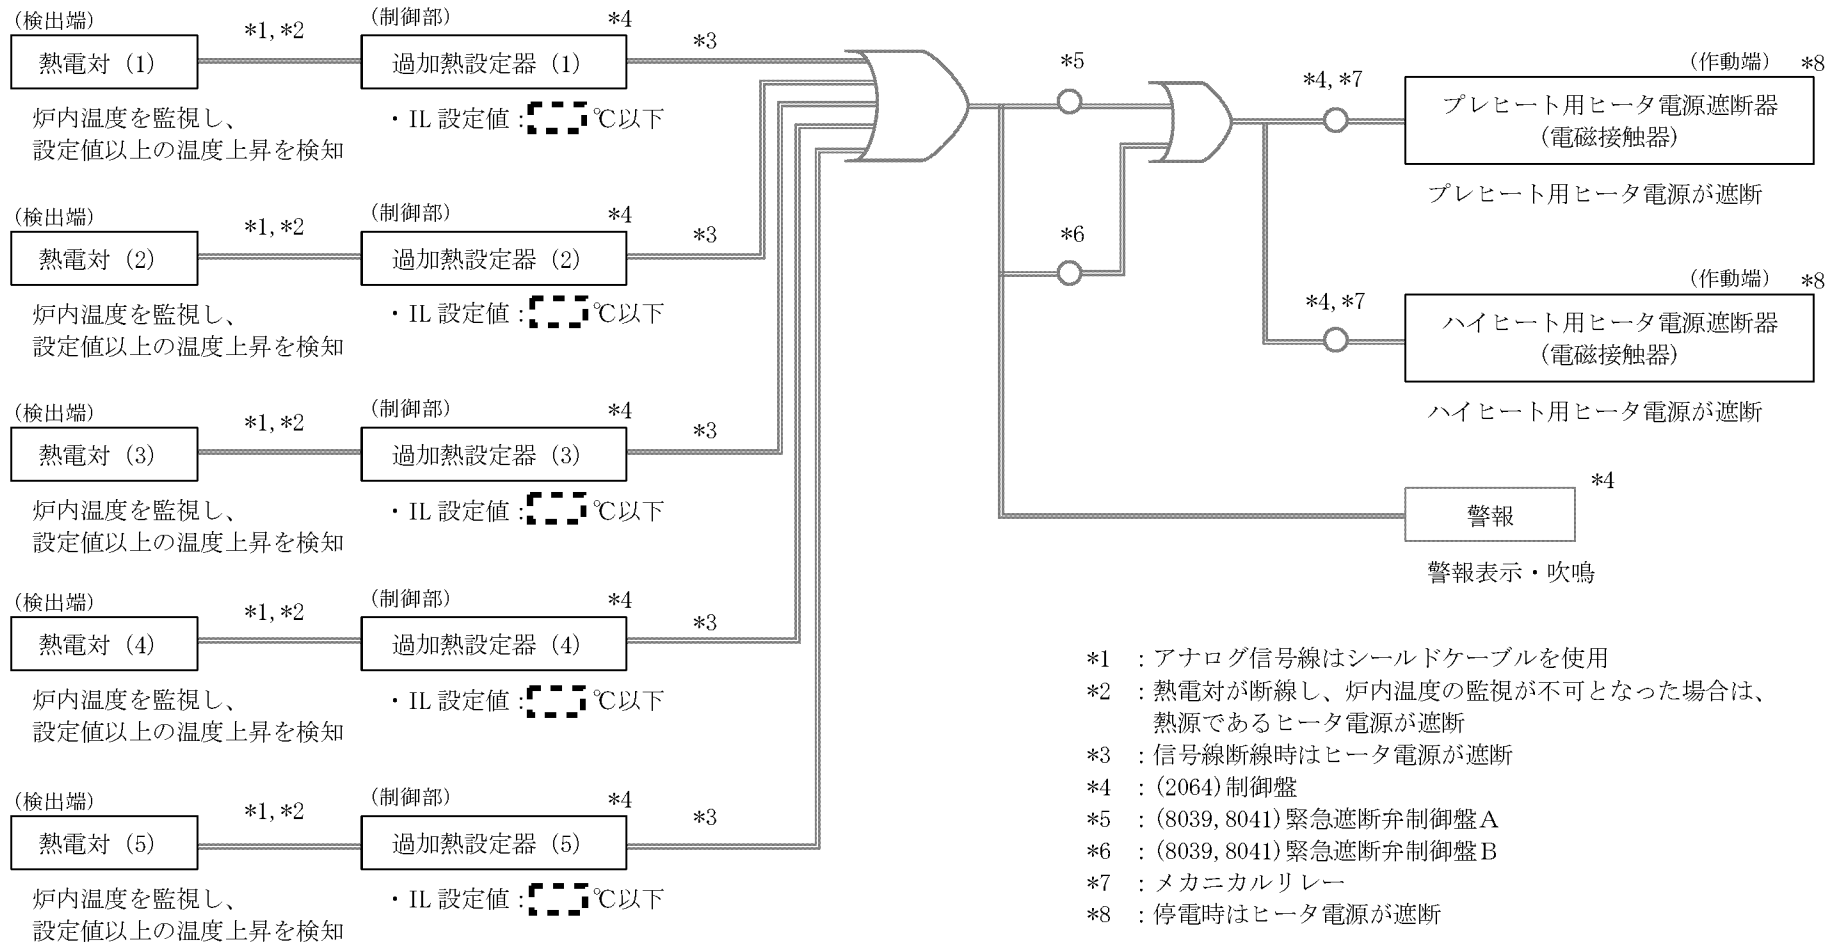 (検出端)
*1, *2
(制御部)
*4
*3
熱電対 (1)
過加熱設定器 (1)
炉内温度を監視し、
設定値以上の温度上昇を検知
・IL 設定値 : ℃以下
(検出端)
*1, *2
(制御部)
*4
*3
熱電対 (2)
過加熱設定器 (2)
炉内温度を監視し、
設定値以上の温度上昇を検知
・IL 設定値 : ℃以下
(検出端)
*1, *2
(制御部)
*4
*3
熱電対 (3)
過加熱設定器 (3)
炉内温度を監視し、
設定値以上の温度上昇を検知
・IL 設定値 : ℃以下
(検出端)
*1, *2
(制御部)
*4
*3
熱電対 (4)
過加熱設定器 (4)
炉内温度を監視し、
設定値以上の温度上昇を検知
・IL 設定値 : ℃以下
(検出端)
*1, *2
(制御部)
*4
*3
熱電対 (5)
過加熱設定器 (5)
炉内温度を監視し、
設定値以上の温度上昇を検知
・IL 設定値 : ℃以下
*5
*6
*4, *7
(作動端)
*8
プレヒート用ヒータ電源遮断器
(電磁接触器)
プレヒート用ヒータ電源が遮断
*4, *7
(作動端)
*8
ハイヒート用ヒータ電源遮断器
(電磁接触器)
ハイヒート用ヒータ電源が遮断
*4
警報
警報表示・吹鳴
*1 : アナログ信号線はシールドケーブルを使用
*2 : 熱電対が断線し、炉内温度の監視が不可となった場合は、
熱源であるヒータ電源が遮断
*3 : 信号線断線時はヒータ電源が遮断
*4 : (2064)制御盤
*5 : (8039, 8041)緊急遮断弁制御盤A
*6 : (8039, 8041)緊急遮断弁制御盤B
*7 : メカニカルリレー
*8 : 停電時はヒータ電源が遮断